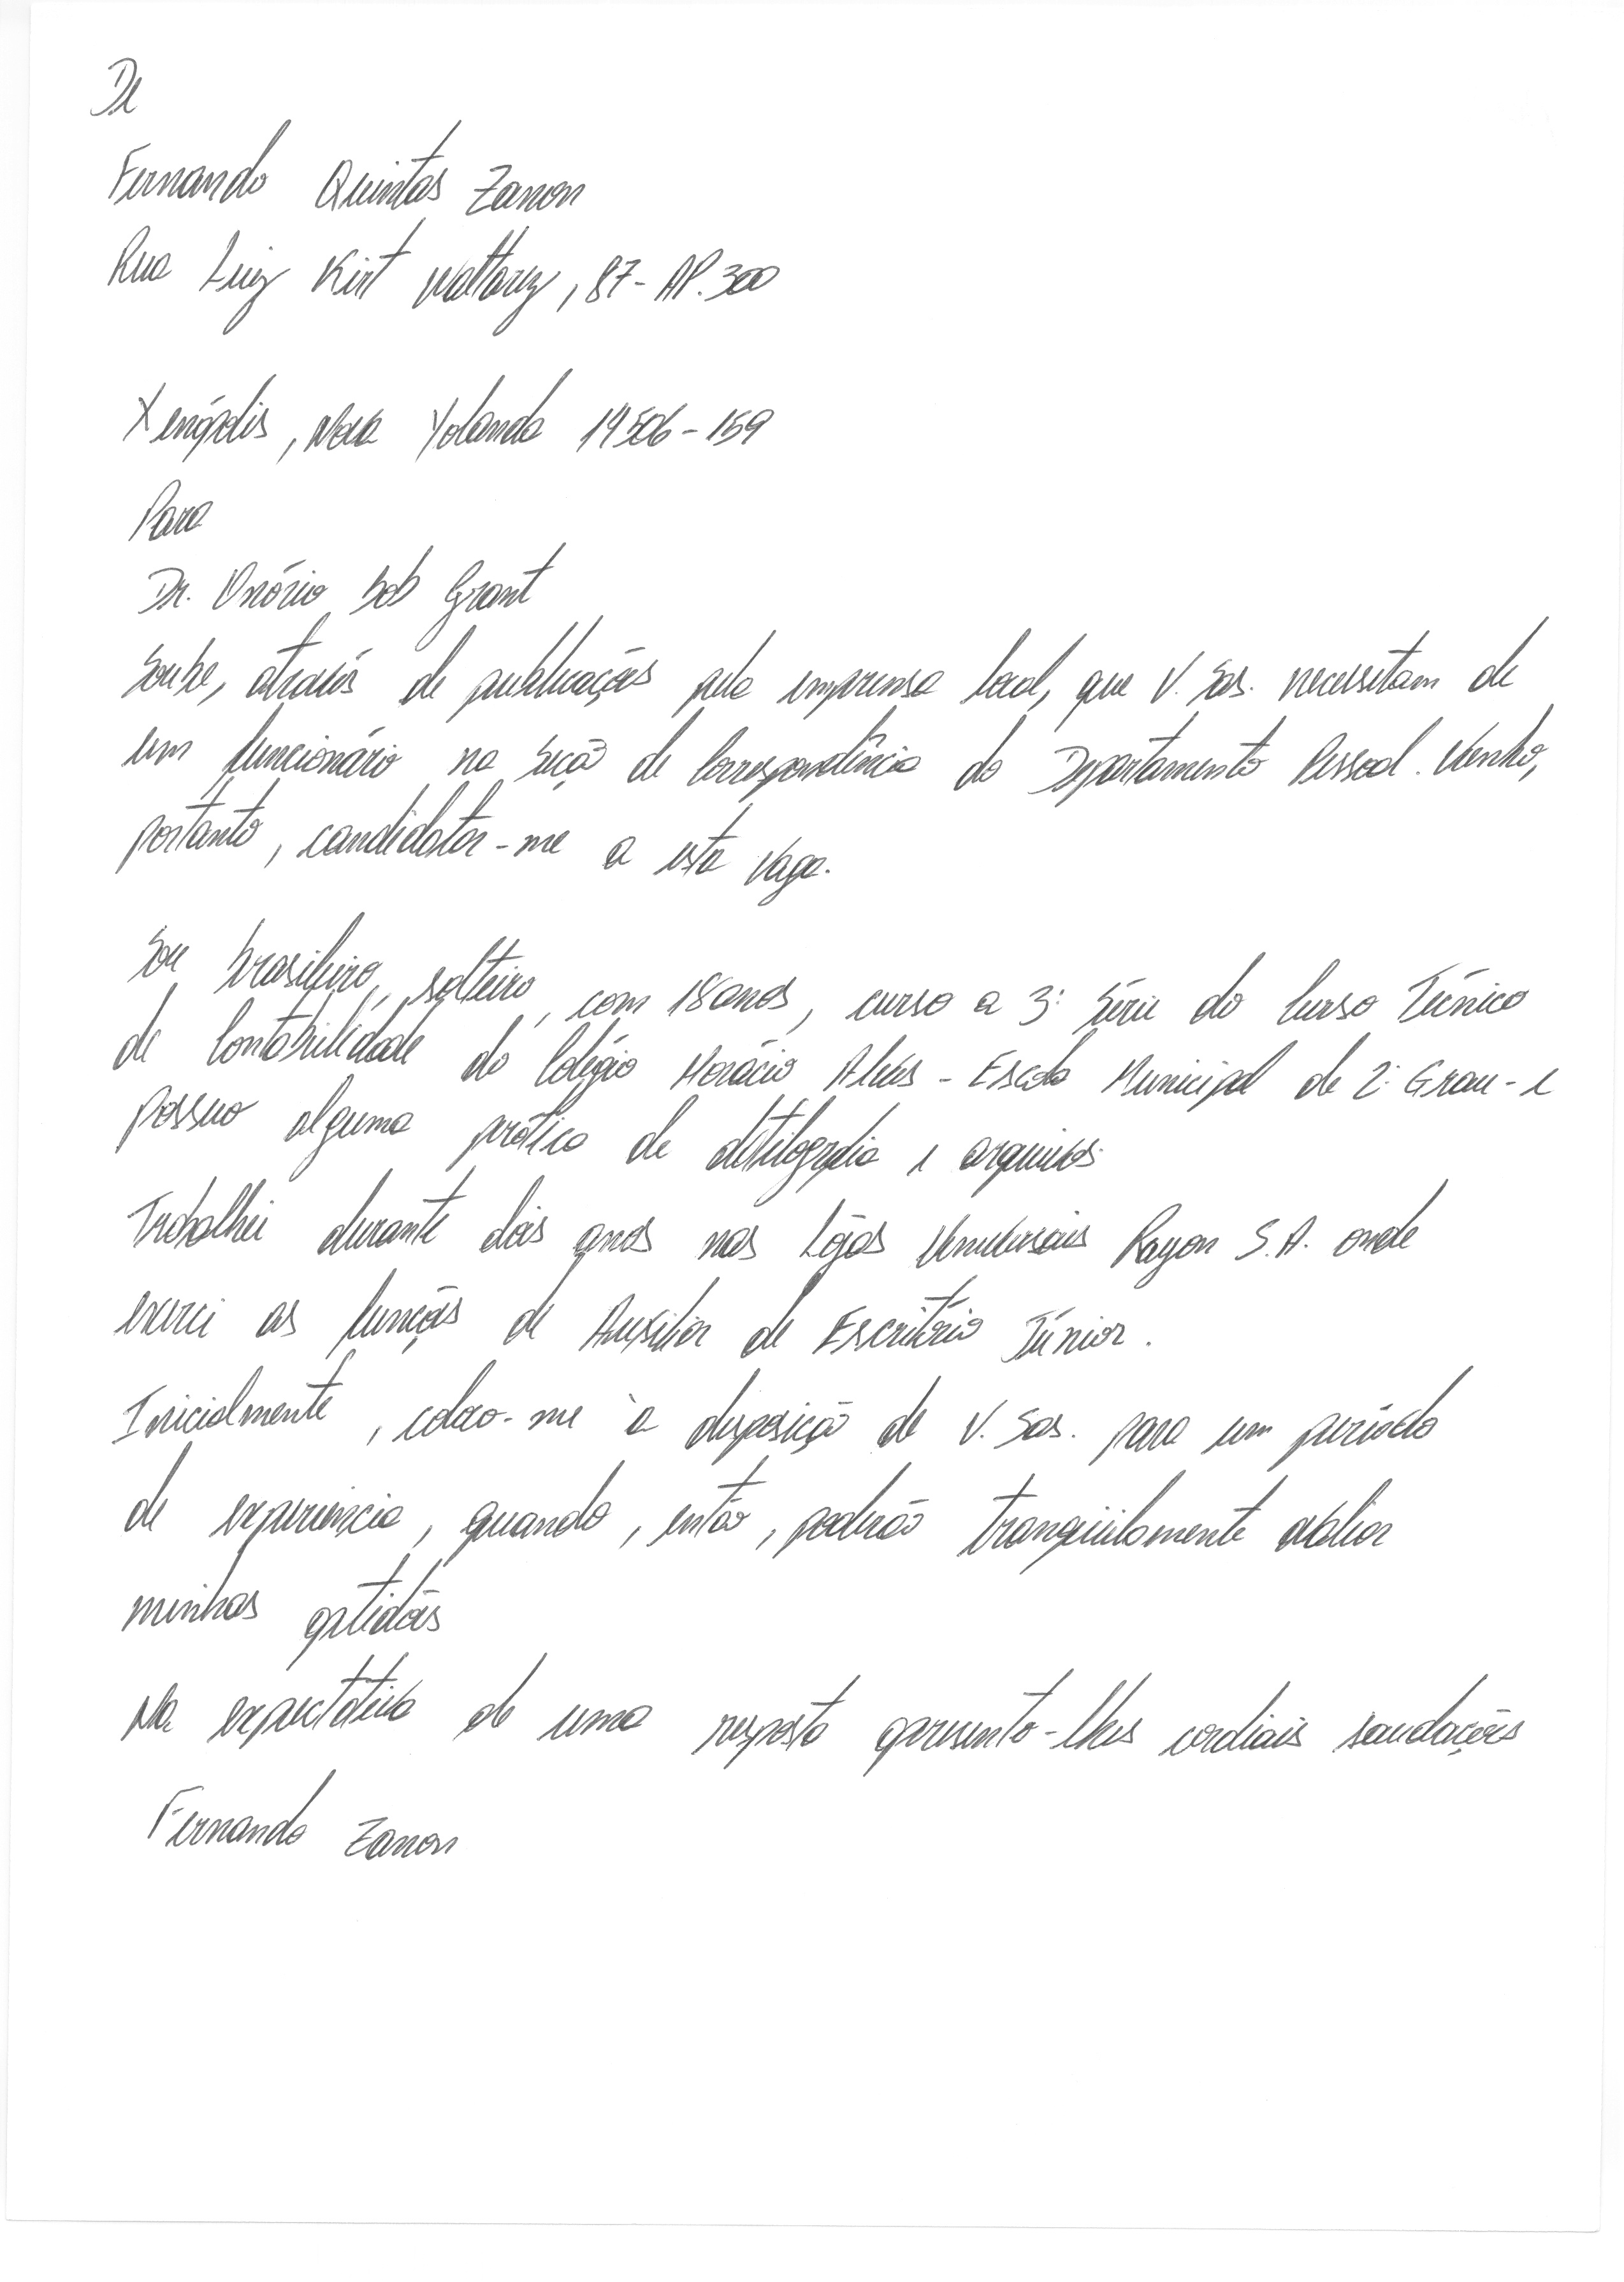 De
Fernando Quintas Zanon
Rua Luiz Kirt Wattorez, 87 - AP. 300
Xenópolis, Nova Yolanda 14506-159
Para
Dr. Onório Bob Grant
Soube, através de publicações pela imprensa local, que V. Sas. necessitam de
um funcionário na Seção de Correspondência do Departamento Pessoal. Venho,
portanto, candidatar-me a esta vaga.
Sou brasileiro, solteiro, com 18 anos, curso a 3ª Série do Curso Técnico
de Contabilidade do Colégio Horácio Alves - Escola Municipal de 2º Grau - e
possuo alguma prática de datilografia e arquivos.
Trabalhei durante dois anos nas Lojas Rayon S.A. onde
exerci as funções de Auxiliar de Escritório Júnior.
Inicialmente, coloco-me à disposição de V. Sas. para um período
de experiência, quando, então, poderão tranqüilamente avaliar
minhas aptidões
Na expectativa de uma resposta apresento-lhes cordiais saudações
Fernando Zanon